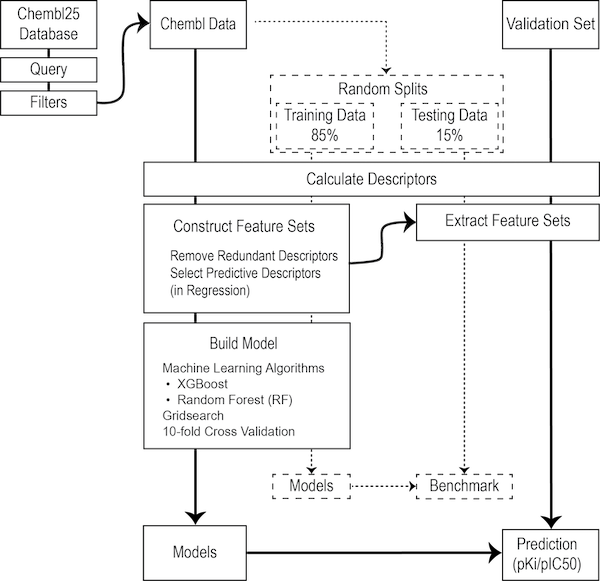 Chembl25
Database
Query
Filters
Chembl Data
Validation Set
Random Splits
Training Data
85%
Testing Data
15%
Calculate Descriptors
Construct Feature Sets
Remove Redundant Descriptors
Select Predictive Descriptors
(in Regression)
Extract Feature Sets
Build Model
Machine Learning Algorithms
• XGBoost
• Random Forest (RF)
Gridsearch
10-fold Cross Validation
Models
Benchmark
Models
Prediction
(pKi/pIC50)